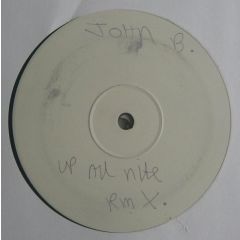 JOHN B.
UP All nite
Rmx.